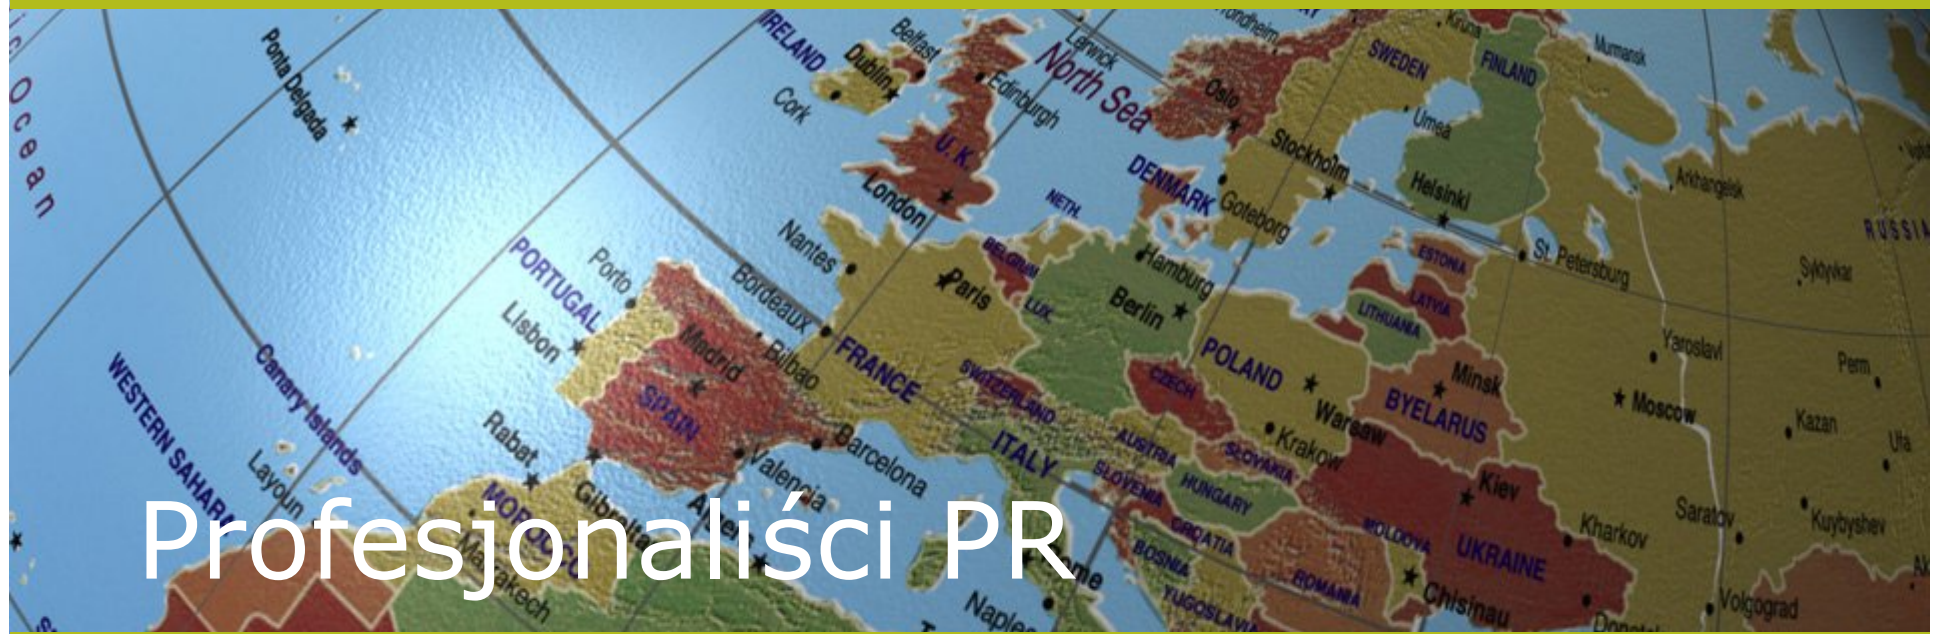 Ponta Delgada
Ocean
IRELAND
Belfast
Dublin
Cork
Edinburgh
U. K.
London
Lerwick
North Sea
Oslo
SWEDEN
FINLAND
Murmansk
Umea
Stockholm
Helsinki
Goteborg
DENMARK
NETH.
Arkhangelsk
RUSSIA
St. Petersburg
Syktyvkar
ESTONIA
LATVIA
LITHUANIA
Hamburg
Berlin
BELGIUM
LUX.
Nantes
Paris
Bordeaux
PORTUGAL
Porto
Lisbon
Madrid
Bilbao
SPAIN
FRANCE
SWITZERLAND
CZECH
POLAND
Warsaw
Krakow
Minsk
BYELARUS
Yaroslavl
Moscow
Perm
Kazan
Ufa
WESTERN SAHARA
Canary Islands
Layoun
Rabat
Gibraltar
Valencia
Barcelona
ITALY
AUSTRIA
SLOVAKIA
SLOVENIA
HUNGARY
CROATIA
BOSNIA
YUGOSLAVIA
ROMANIA
MOLDOVA
Chisinau
Kiev
UKRAINE
Kharkov
Saratov
Kuybyshev
Volgograd
MOROCCO
Marrakech
Profesjonaliści PR